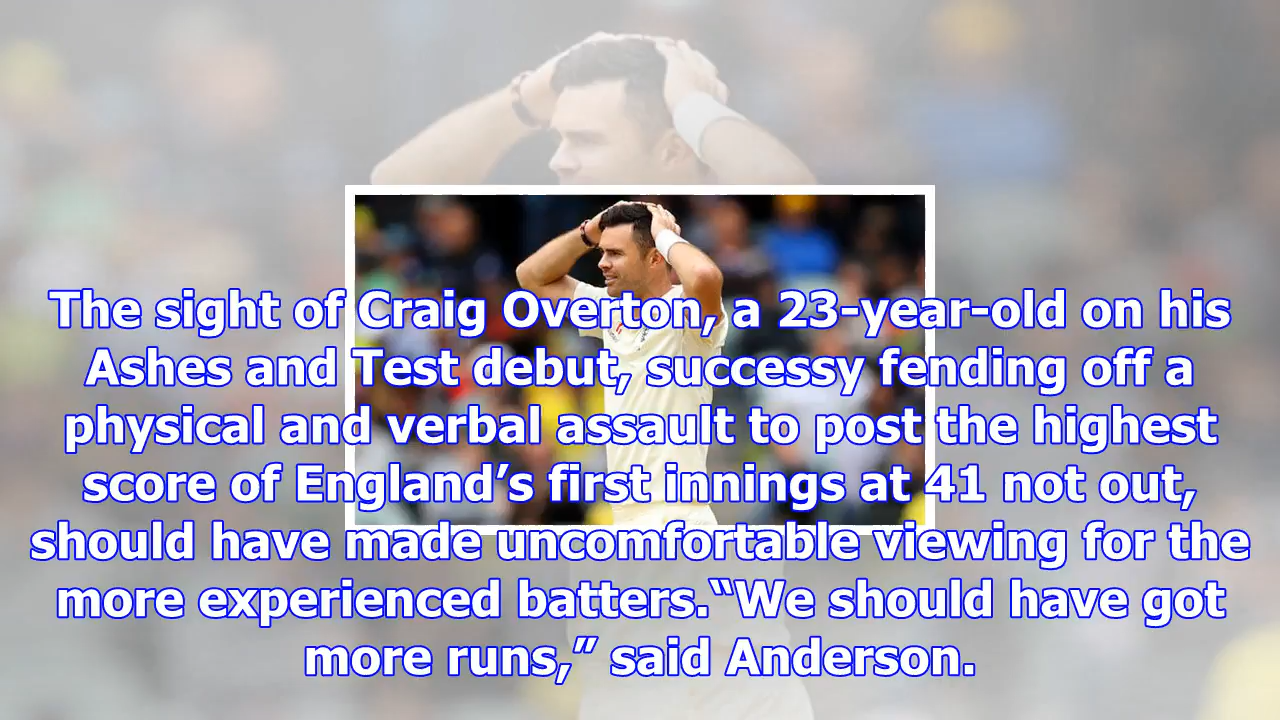 The sight of Craig Overton, a 23-year-old on his
Ashes and Test debut, successy fending off a
physical and verbal assault to post the highest
score of England’s first innings at 41 not out,
should have made uncomfortable viewing for the
more experienced batters.“We should have got
more runs,” said Anderson.